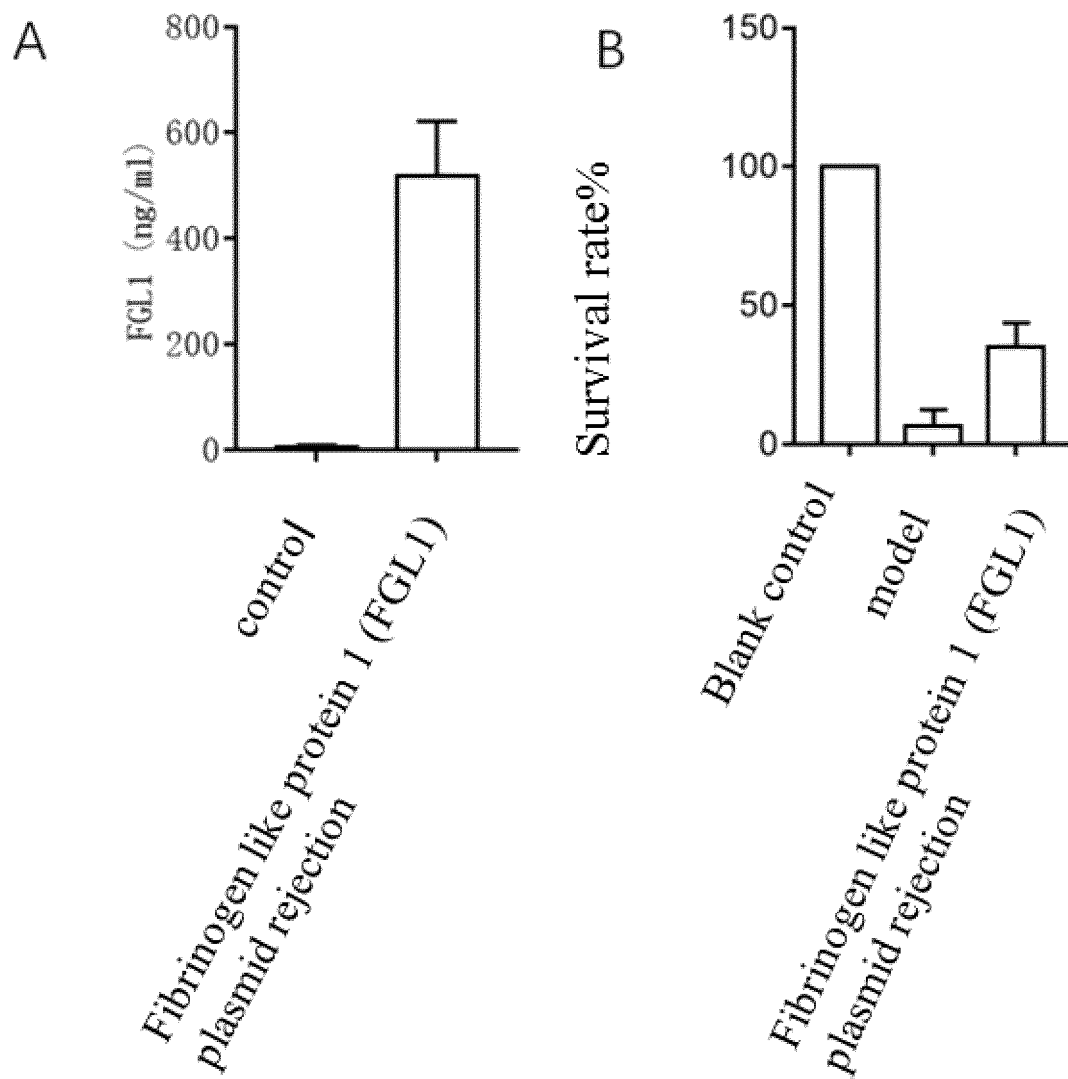 A
800
600
400
200
0
FGL1 (ng/ml)
control
Fibrinogen like protein 1 (FGL1)
plasmid rejection
B
150
100
50
0
Survival rate%
Blank control
model
Fibrinogen like protein 1 (FGL1)
plasmid rejection